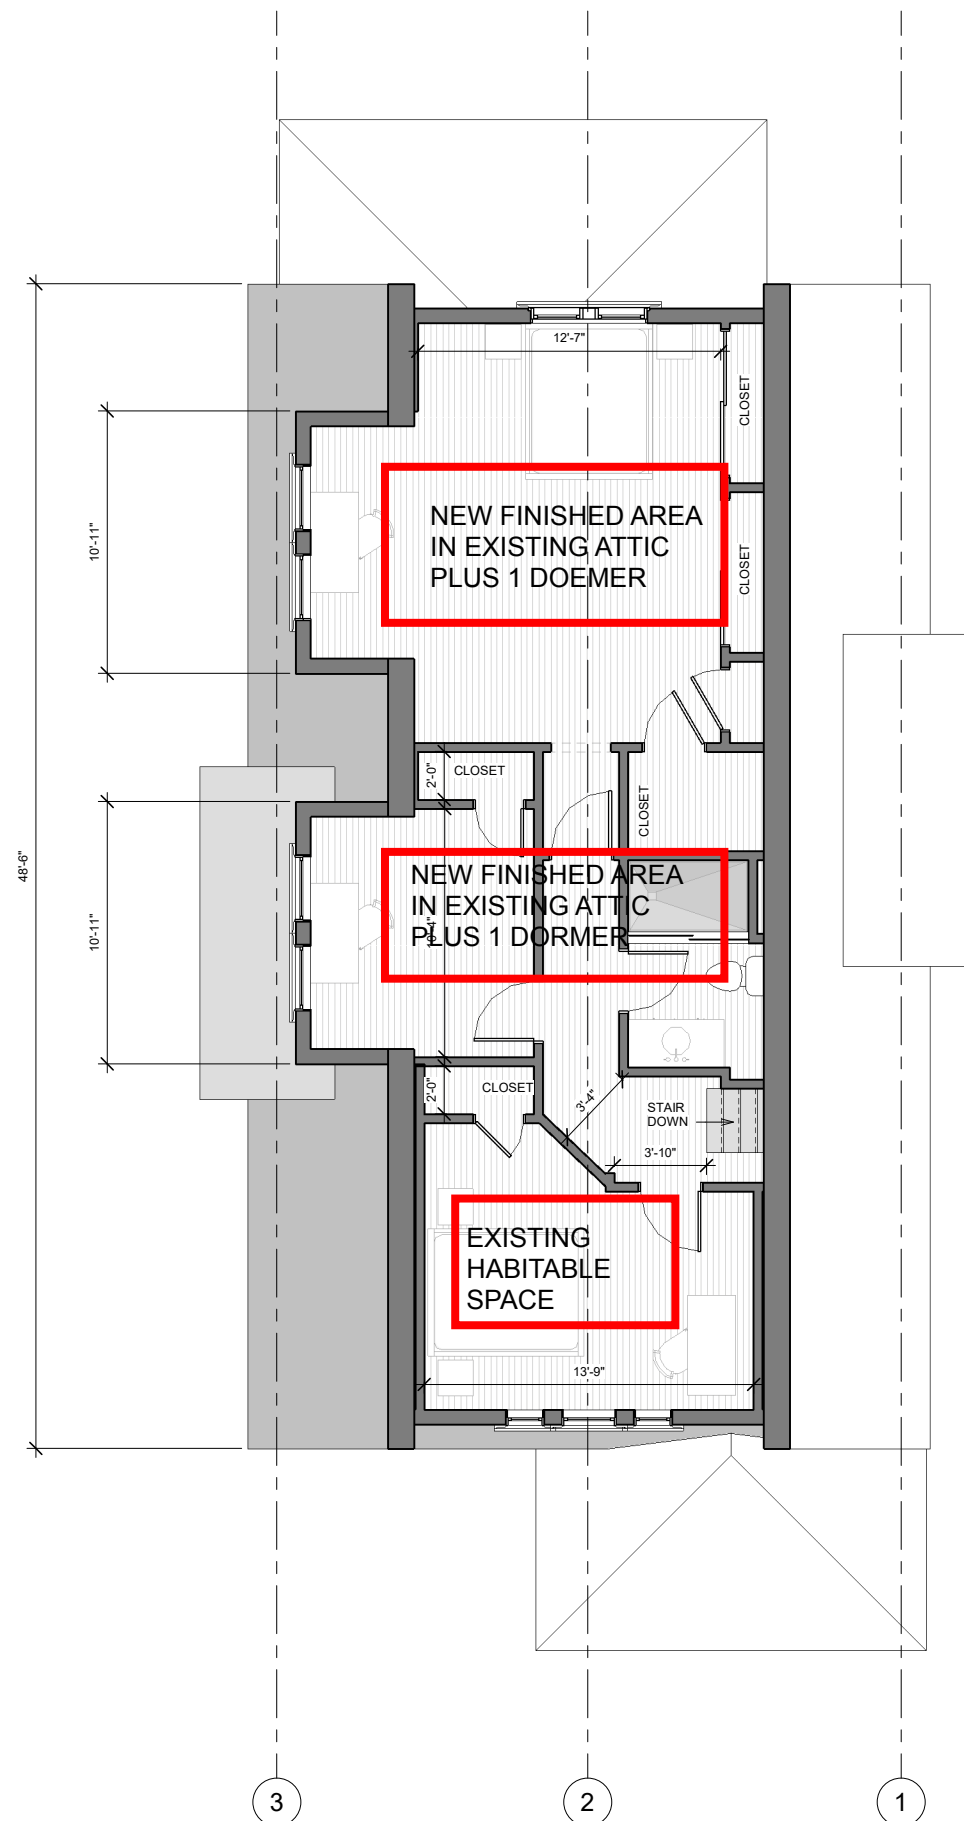 12'-7"
CLOSET
NEW FINISHED AREA
IN EXISTING ATTIC
PLUS 1 DOEMER
CLOSET
10'-11"
2'-0"
CLOSET
CLOSET
48'-6"
NEW FINISHED AREA
IN EXISTING ATTIC
PLUS 1 DORMER
10'-11"
2'-0"
CLOSET
3'-4"
STAIR
DOWN
3'-10"
EXISTING
HABITABLE
SPACE
13'-9"
3
2
1